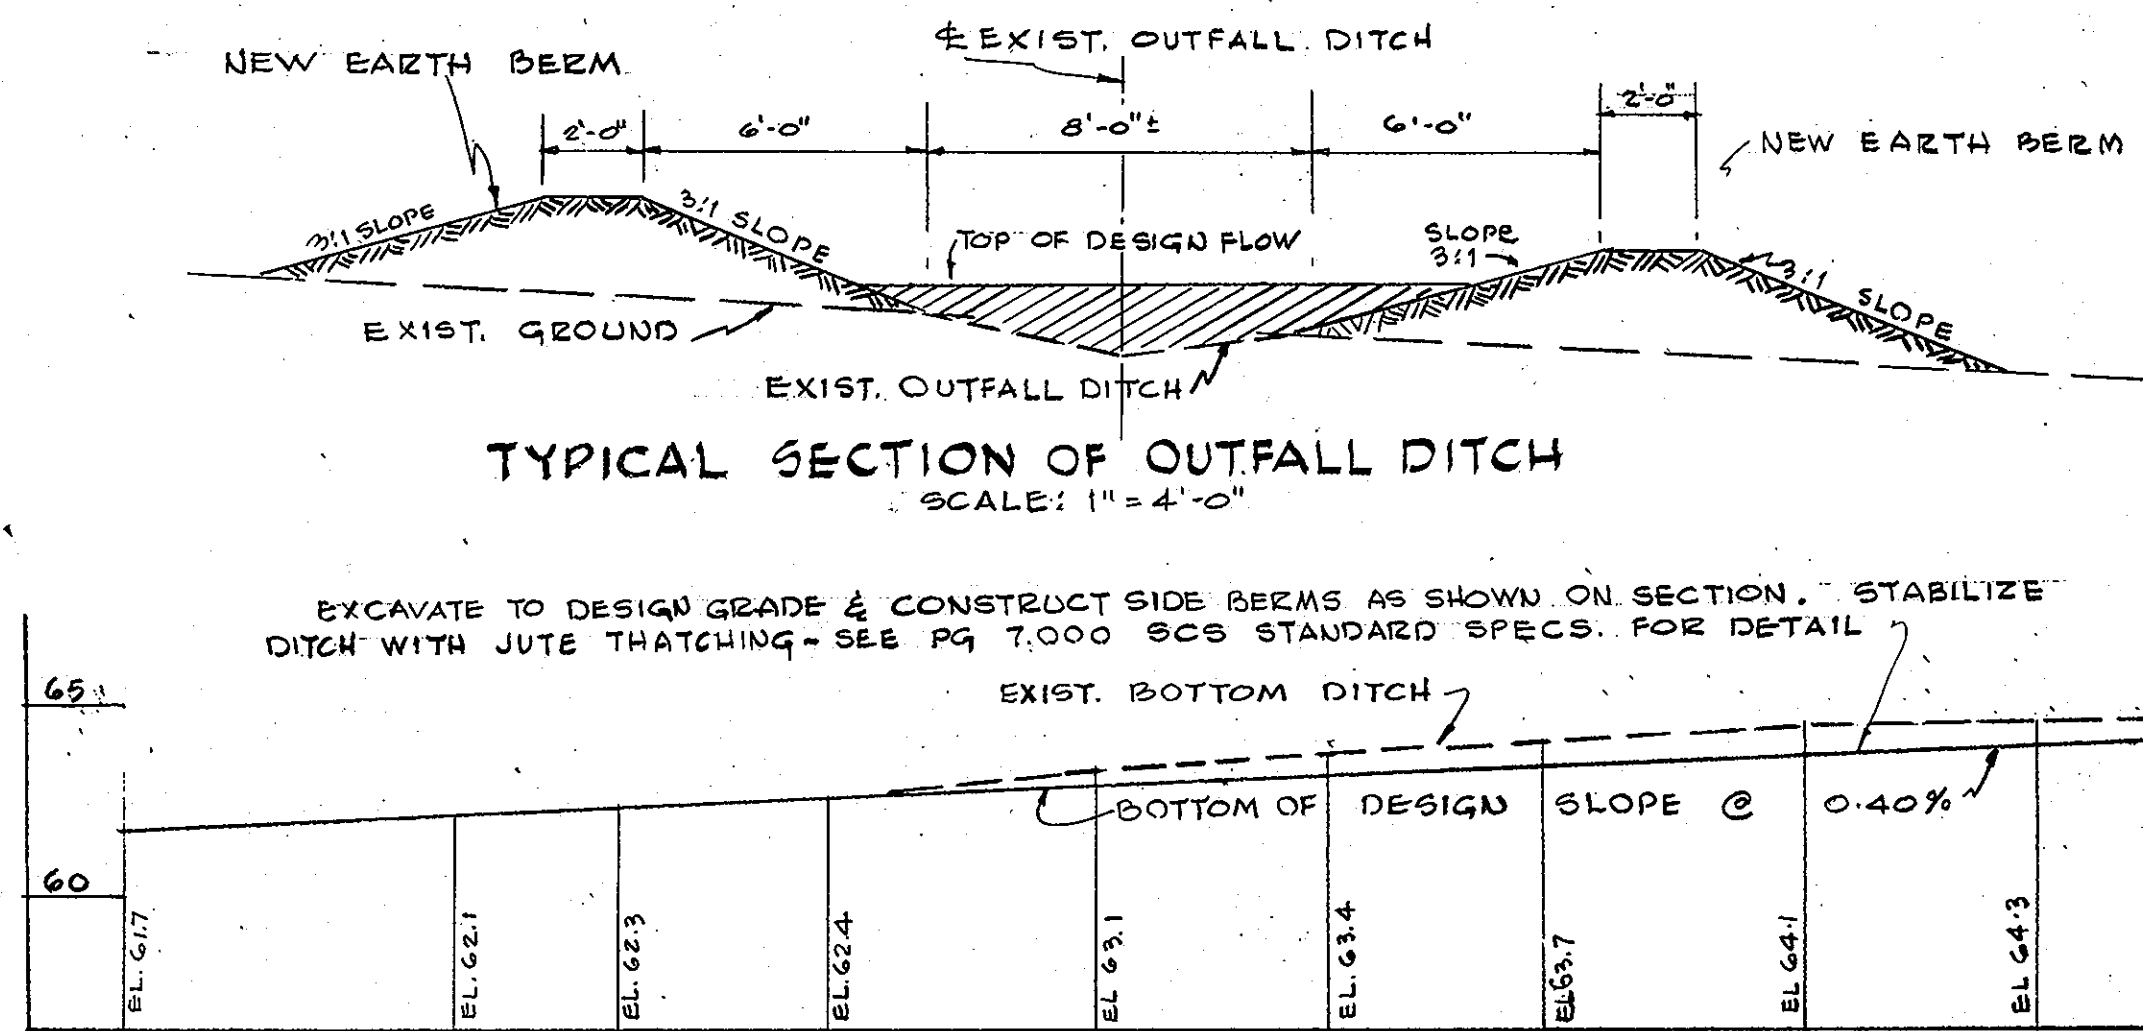 ℄ EXIST. OUTFALL DITCH
NEW EARTH BERM
2'-0"
6'-0"
8'-0"±
6'-0"
2'-0"
NEW EARTH BERM
3:1 SLOPE
3:1 SLOPE
TOP OF DESIGN FLOW
SLOPE
3:1
3:1 SLOPE
EXIST. GROUND
EXIST. OUTFALL DITCH
TYPICAL SECTION OF OUTFALL DITCH
SCALE: 1" = 4'-0"
EXCAVATE TO DESIGN GRADE & CONSTRUCT SIDE BERMS AS SHOWN ON SECTION. STABILIZE
DITCH WITH JUTE THATCHING - SEE PG 7.000 SCS STANDARD SPECS. FOR DETAIL
65
EXIST. BOTTOM DITCH
BOTTOM OF DESIGN SLOPE @ 0.40%
60
EL. 61.7
EL. 62.1
EL. 62.3
EL. 62.4
EL 63.1
EL. 63.4
EL 63.7
EL 64.1
EL 64.3